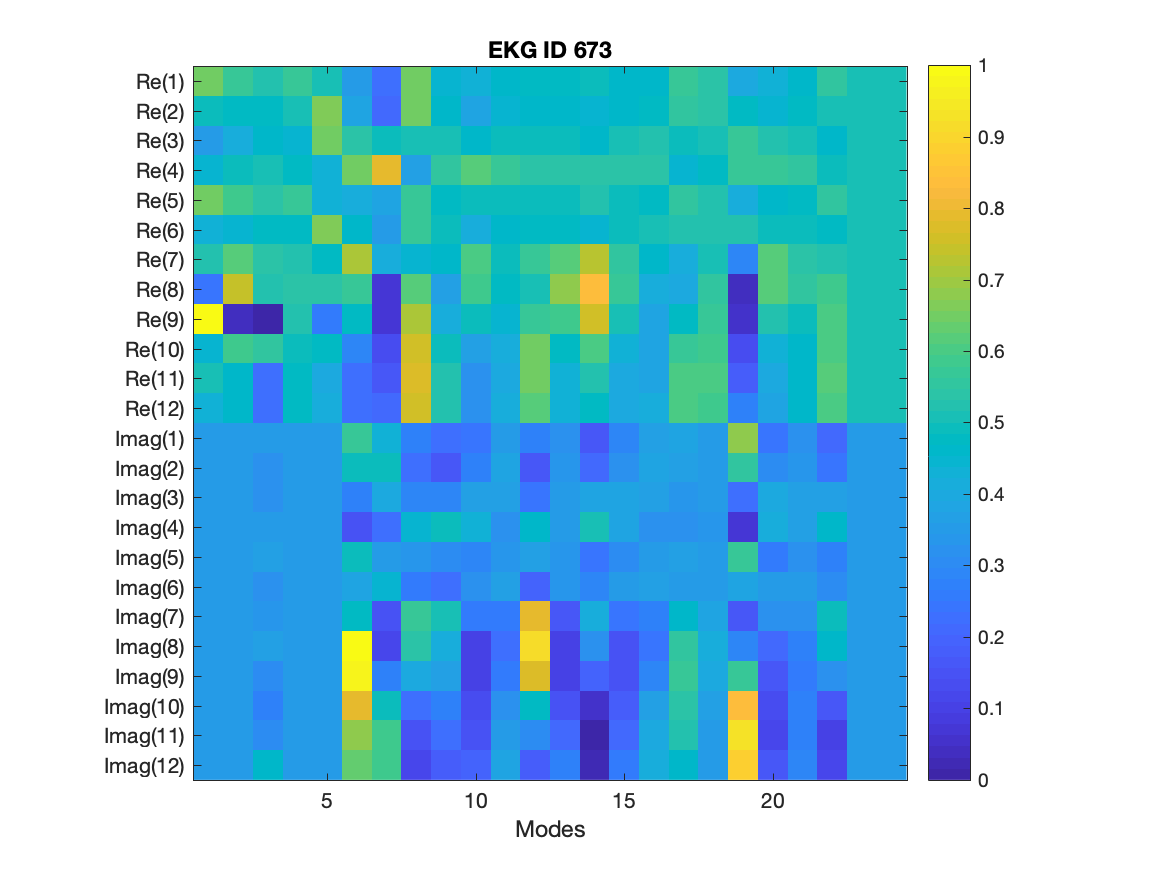 EKG ID 673
Re(1)
Re(2)
Re(3)
Re(4)
Re(5)
Re(6)
Re(7)
Re(8)
Re(9)
Re(10)
Re(11)
Re(12)
Imag(1)
Imag(2)
Imag(3)
Imag(4)
Imag(5)
Imag(6)
Imag(7)
Imag(8)
Imag(9)
Imag(10)
Imag(11)
Imag(12)
5 10 15 20
Modes
1
0.9
0.8
0.7
0.6
0.5
0.4
0.3
0.2
0.1
0